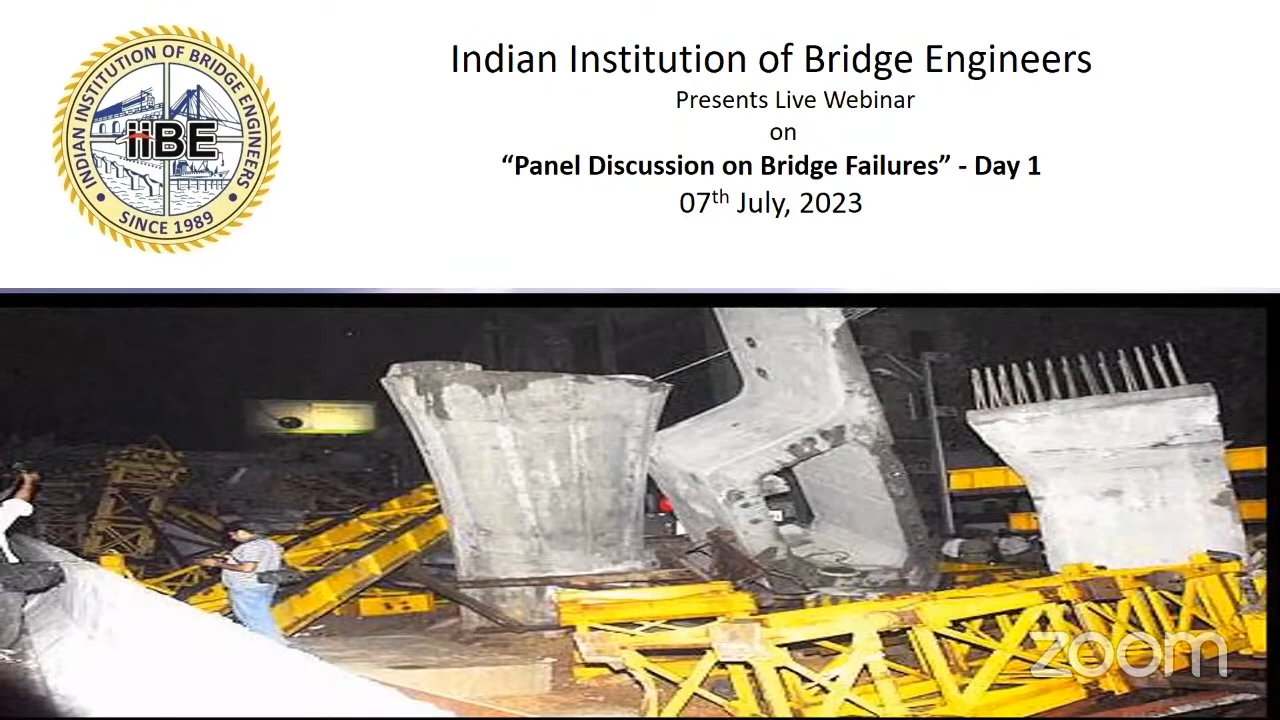 INDIAN INSTITUTION OF BRIDGE ENGINEERS
iiBE
SINCE 1989
Indian Institution of Bridge Engineers
Presents Live Webinar
on
“Panel Discussion on Bridge Failures” - Day 1
07th July, 2023
zoom